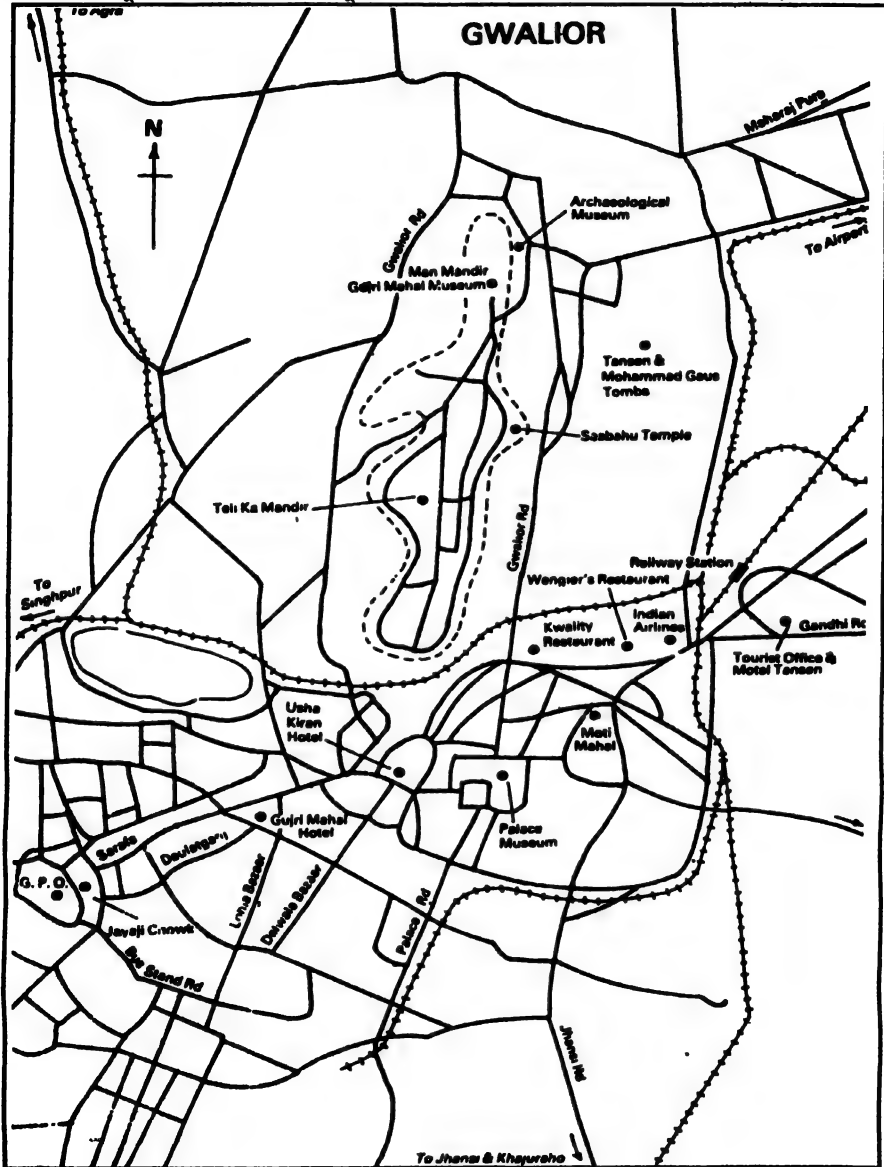 To Agra
GWALIOR
N
Maharaj Pura
Archaeological
Museum
Gwalior Rd
To Airport
Man Mandir
Gujri Mahal Museum
Tansen &
Mohammad Gaus
Tombs
Sasbahu Temple
Teli Ka Mandir
Gwalior Rd
Railway Station
To
Singhpur
Wengier's Restaurant
Indian
Airlines
Kwality
Restaurant
Gandhi Rd
Tourist Office &
Motel Tansen
Usha
Kiran
Hotel
Moti
Mahal
Gujri Mahal
Hotel
Palace
Museum
Sarafa
Daulatganj
G. P. O.
Lohia Bazaar
Dalwala Bazaar
Jayaji Chowk
Palace Rd
Bus Stand Rd
Jhansi Rd
To Jhansi & Khajuraho